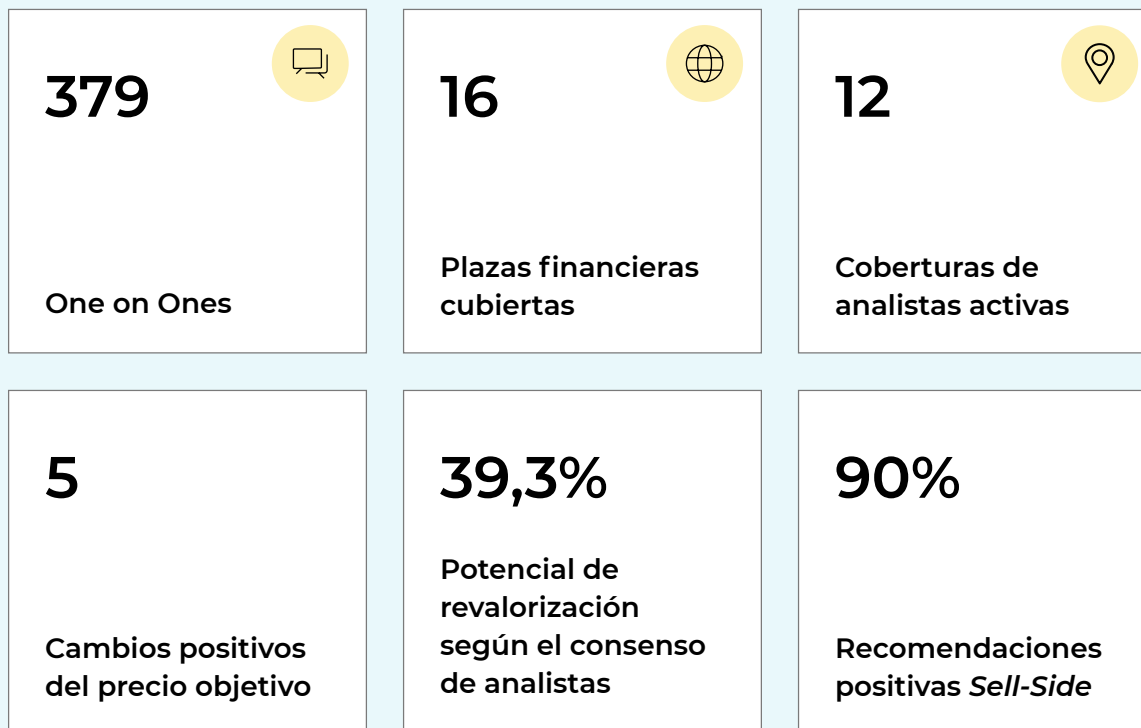 379
One on Ones
16
Plazas financieras
cubiertas
12
Coberturas de
analistas activas
5
Cambios positivos
del precio objetivo
39,3%
Potencial de
revalorización
según el consenso
de analistas
90%
Recomendaciones
positivas Sell-Side